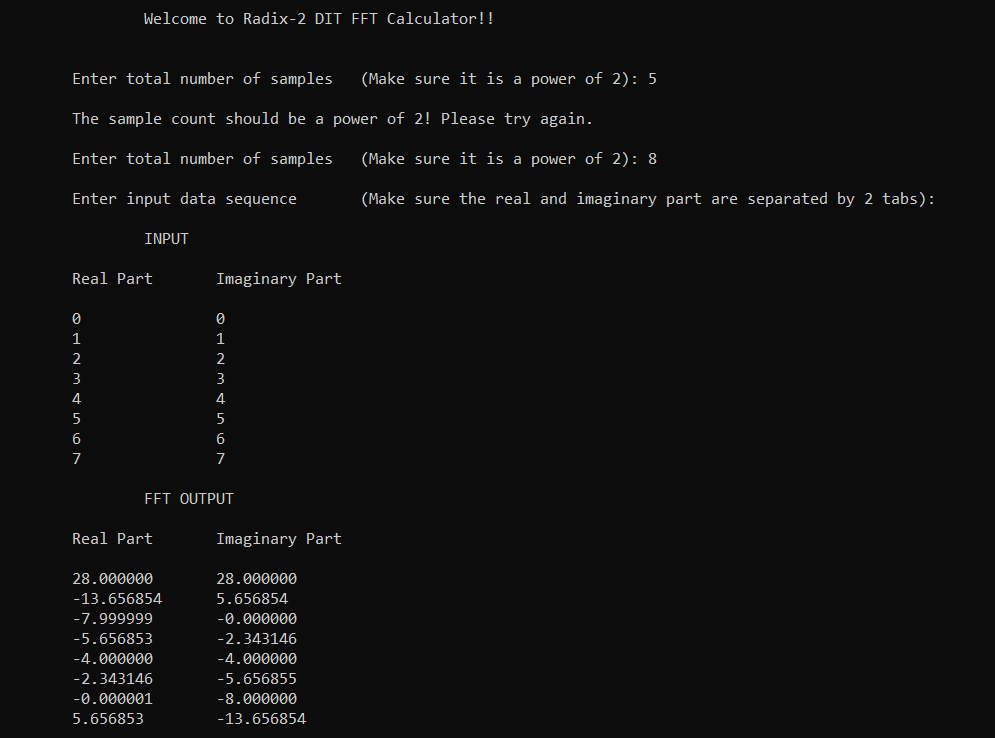 Welcome to Radix-2 DIT FFT Calculator!!
Enter total number of samples (Make sure it is a power of 2): 5
The sample count should be a power of 2! Please try again.
Enter total number of samples (Make sure it is a power of 2): 8
Enter input data sequence (Make sure the real and imaginary part are separated by 2 tabs):
INPUT
Real Part Imaginary Part
0 0
1 1
2 2
3 3
4 4
5 5
6 6
7 7
FFT OUTPUT
Real Part Imaginary Part
28.000000 28.000000
-13.656854 5.656854
-7.999999 -0.000000
-5.656853 -2.343146
-4.000000 -4.000000
-2.343146 -5.656855
-0.000001 -8.000000
5.656853 -13.656854